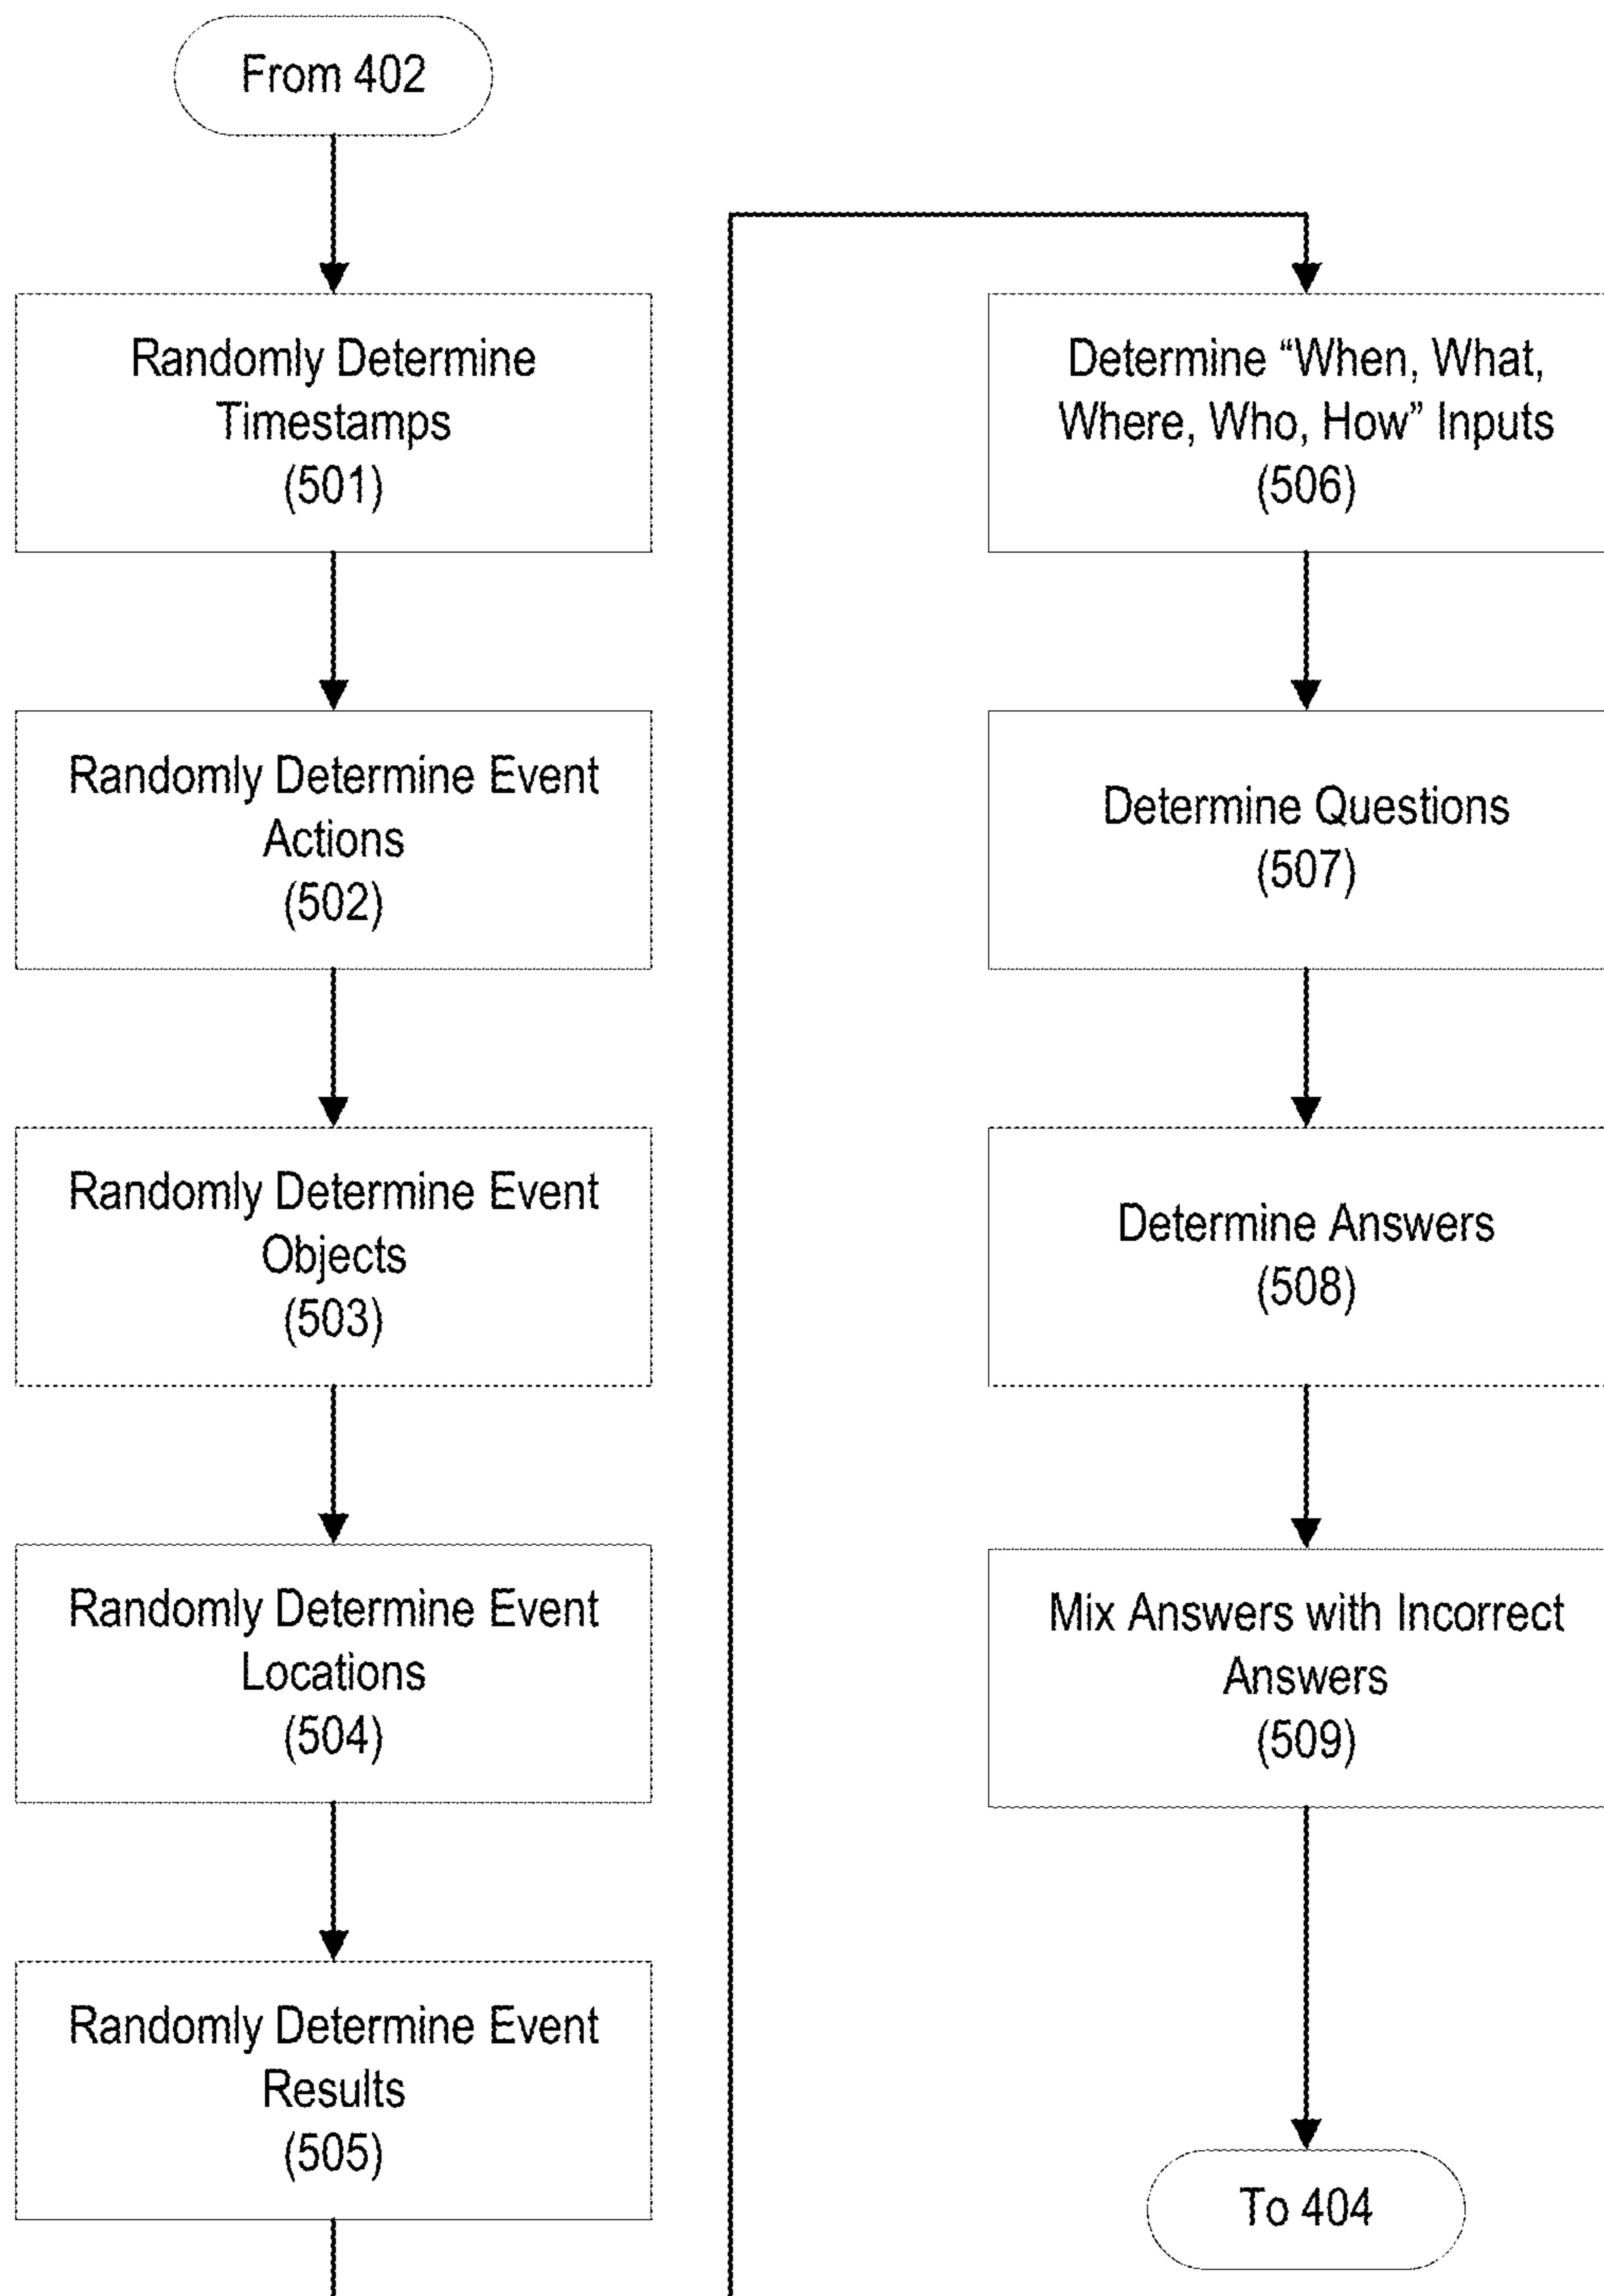 From 402
Randomly Determine
Timestamps
(501)
Randomly Determine Event
Actions
(502)
Randomly Determine Event
Objects
(503)
Randomly Determine Event
Locations
(504)
Randomly Determine Event
Results
(505)
Determine “When, What,
Where, Who, How” Inputs
(506)
Determine Questions
(507)
Determine Answers
(508)
Mix Answers with Incorrect
Answers
(509)
To 404